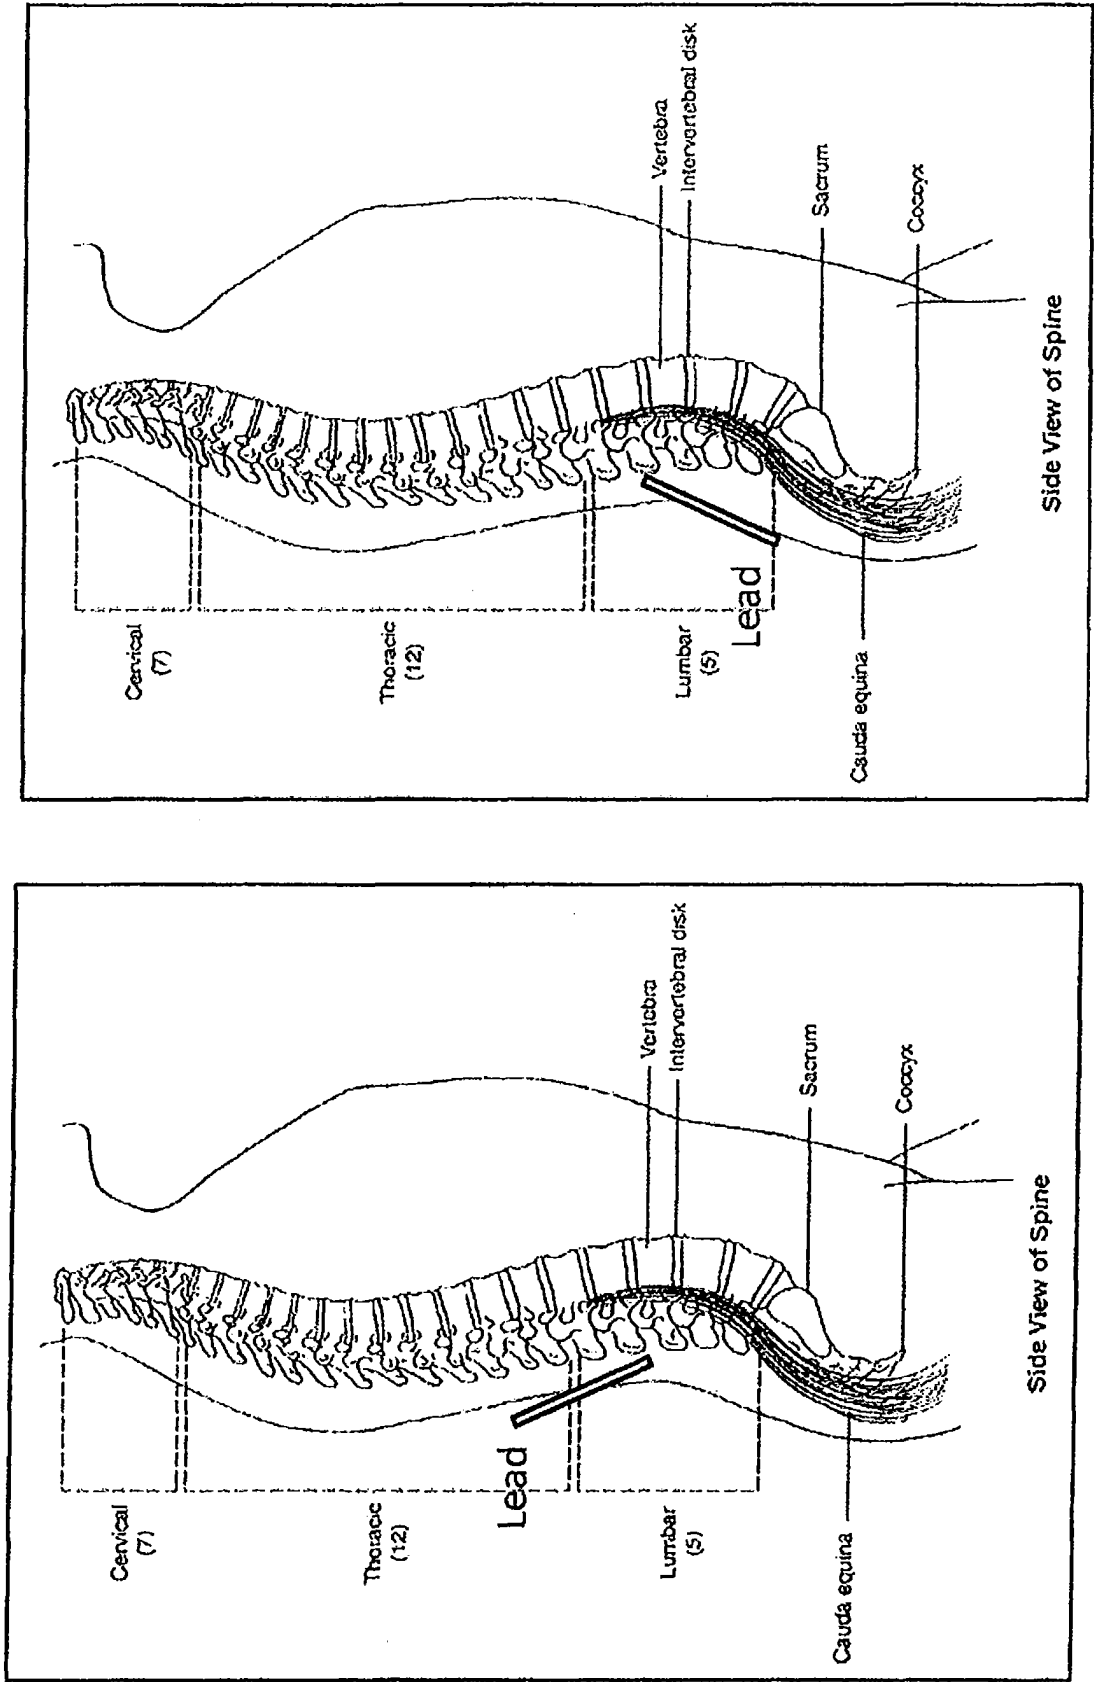 Cervical
(7)
Thoracic
(12)
Lumbar
(5)
Lead
Cauda equina
Vertebra
Intervertebral disk
Sacrum
Coccyx
Side View of Spine
Cervical
(7)
Thoracic
(12)
Lead
Lumbar
(5)
Cauda equina
Vertebra
Intervertebral disk
Sacrum
Coccyx
Side View of Spine